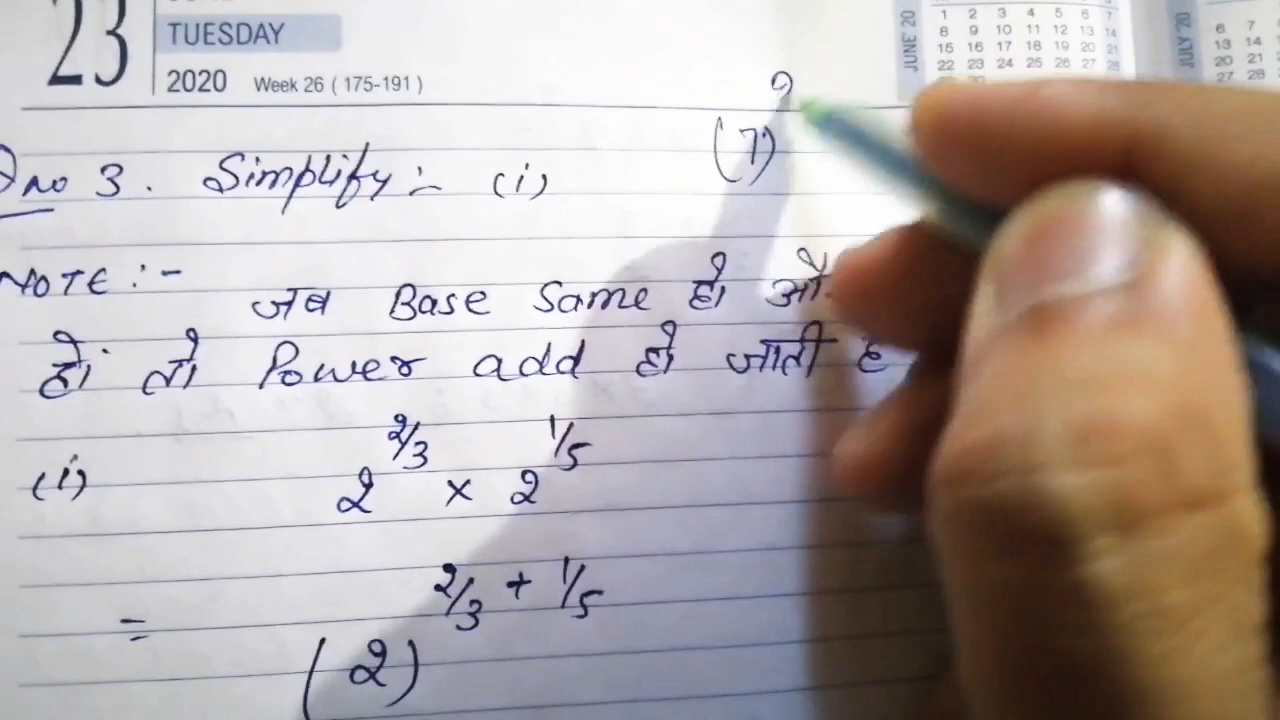 23 TUESDAY
2020 Week 26 ( 175-191 )
JUNE '20
1 2 3 4 5 6 7
8 9 10 11 12 13 14
15 16 17 18 19 20 21
22 23 24 25 26 27 28
JULY '20
6 7
13 14
20 21
27 28
(7)⁹
Qno 3. Simplify :- (i)
NOTE :-
जब Base Same हो
हों तो Power add हो जाती है
(i) 2^2/3 × 2^1/5
= (2)^2/3 + 1/5